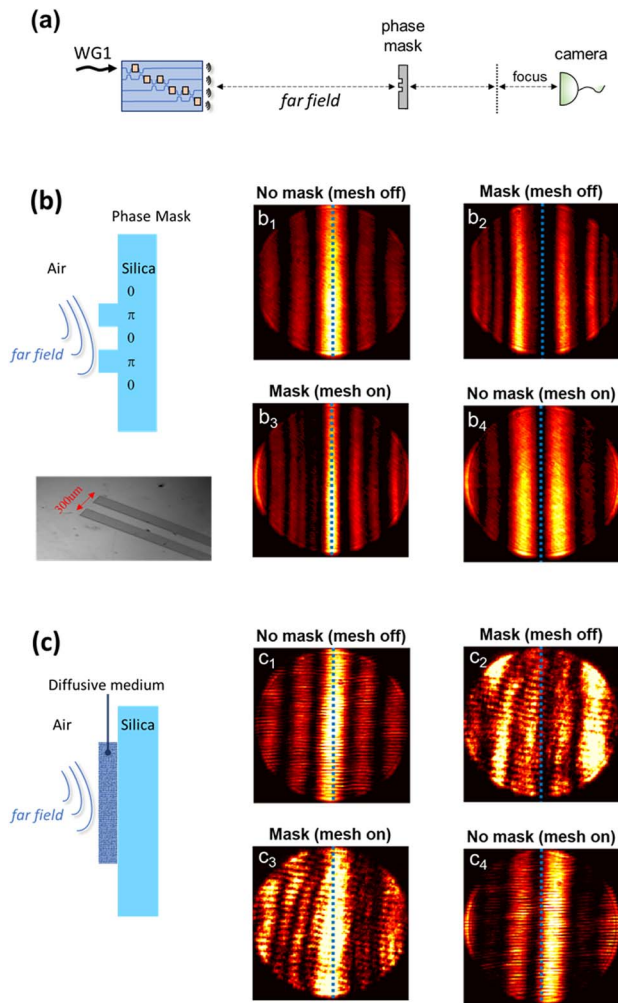 (a)
WG1
phase
mask
camera
far field
focus
(b)
Phase Mask
Air
Silica
0
π
0
π
0
far field
300um
No mask (mesh off)
b1
Mask (mesh off)
b2
Mask (mesh on)
b3
No mask (mesh on)
b4
(c)
Diffusive medium
Air
Silica
far field
No mask (mesh off)
c1
Mask (mesh off)
c2
Mask (mesh on)
c3
No mask (mesh on)
c4